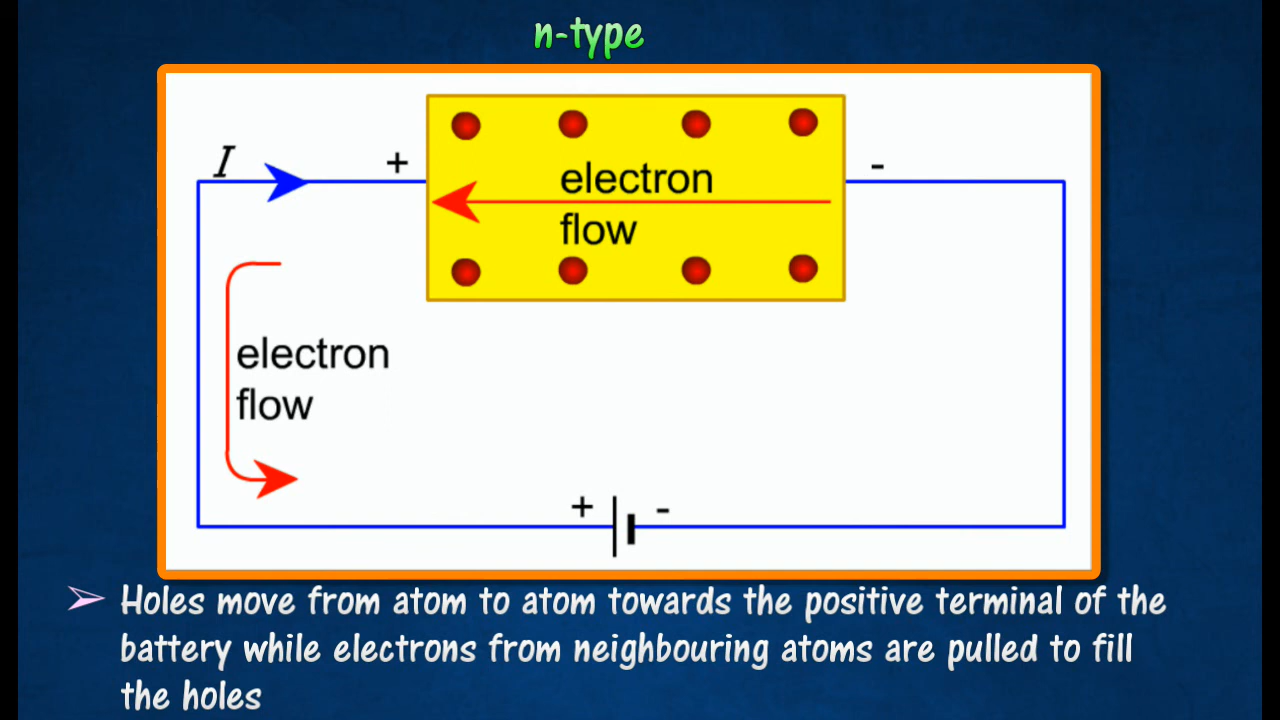 n-type
I
+
-
electron
flow
electron
flow
+ -
Holes move from atom to atom towards the positive terminal of the
battery while electrons from neighbouring atoms are pulled to fill
the holes